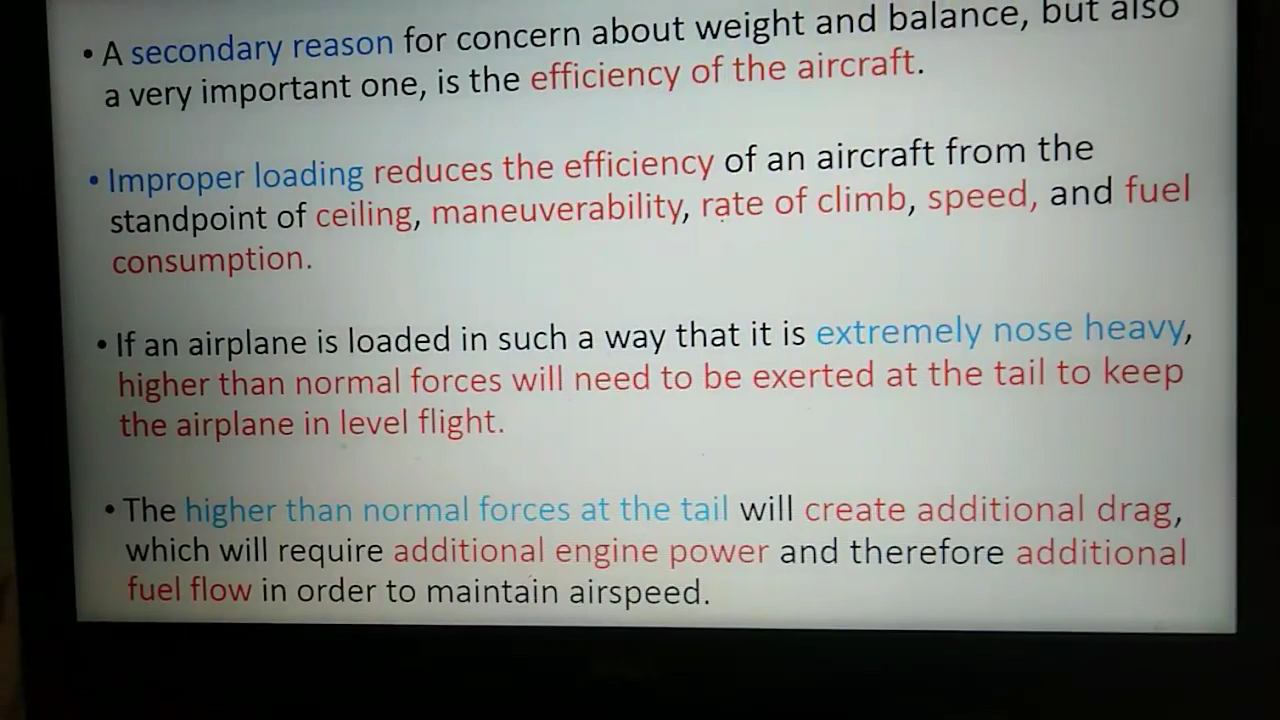 • A secondary reason for concern about weight and balance, but also
a very important one, is the efficiency of the aircraft.
• Improper loading reduces the efficiency of an aircraft from the
standpoint of ceiling, maneuverability, rate of climb, speed, and fuel
consumption.
• If an airplane is loaded in such a way that it is extremely nose heavy,
higher than normal forces will need to be exerted at the tail to keep
the airplane in level flight.
• The higher than normal forces at the tail will create additional drag,
which will require additional engine power and therefore additional
fuel flow in order to maintain airspeed.